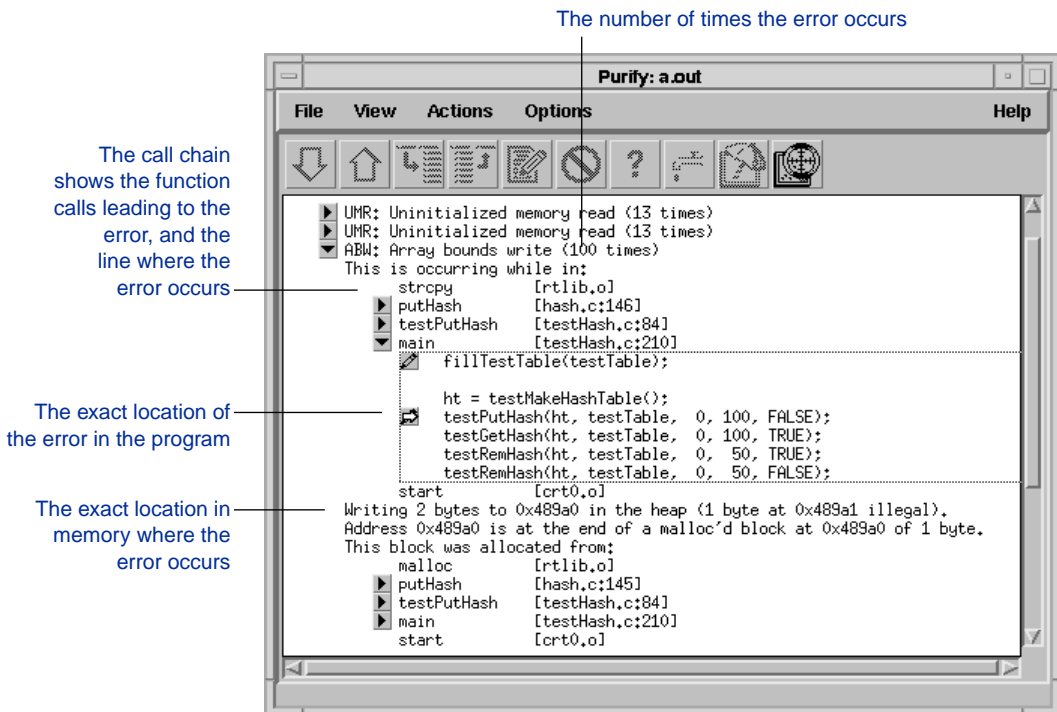 The number of times the error occurs
Purify: a.out
File View Actions Options Help
The call chain
shows the function
calls leading to the
error, and the
line where the
error occurs
The exact location of
the error in the program
The exact location in
memory where the
error occurs
?
UMR: Uninitialized memory read (13 times)
UMR: Uninitialized memory read (13 times)
ABW: Array bounds write (100 times)
This is occurring while in:
strcpy [rtlib.o]
putHash [hash.c:146]
testPutHash [testHash.c:84]
main [testHash.c:210]
fillTestTable(testTable);
ht = testMakeHashTable();
testPutHash(ht, testTable, 0, 100, FALSE);
testGetHash(ht, testTable, 0, 100, TRUE);
testRemHash(ht, testTable, 0, 50, TRUE);
testRemHash(ht, testTable, 0, 50, FALSE);
start [crt0.o]
Writing 2 bytes to 0x489a0 in the heap (1 byte at 0x489a1 illegal).
Address 0x489a0 is at the end of a malloc'd block at 0x489a0 of 1 byte.
This block was allocated from:
malloc [rtlib.o]
putHash [hash.c:145]
testPutHash [testHash.c:84]
main [testHash.c:210]
start [crt0.o]